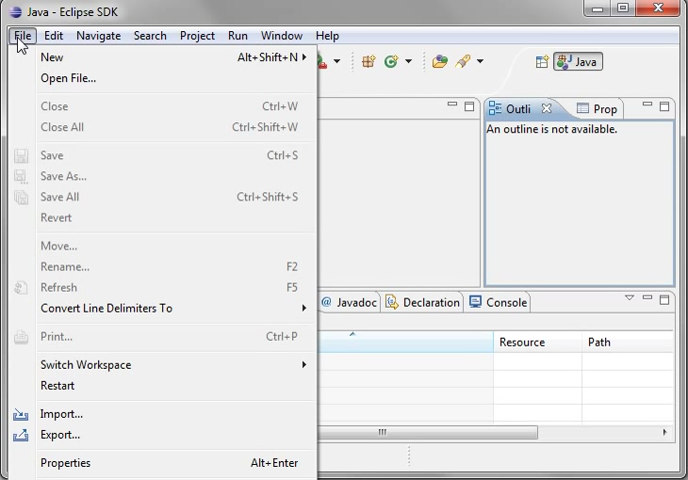 Java - Eclipse SDK
File Edit Navigate Search Project Run Window Help
New Alt+Shift+N
Open File...
Close Ctrl+W
Close All Ctrl+Shift+W
Save Ctrl+S
Save As...
Save All Ctrl+Shift+S
Revert
Move...
Rename... F2
Refresh F5
Convert Line Delimiters To
Print... Ctrl+P
Switch Workspace
Restart
Import...
Export...
Properties Alt+Enter
Java
Outli Prop
An outline is not available.
@ Javadoc Declaration Console
Resource Path